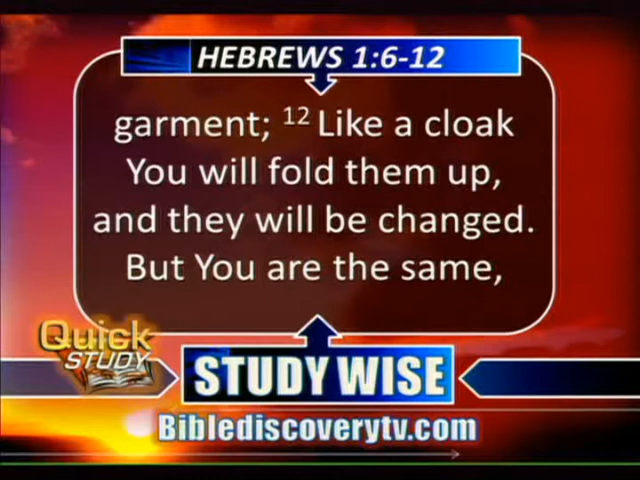 HEBREWS 1:6-12
garment; ¹² Like a cloak
You will fold them up,
and they will be changed.
But You are the same,
Quick
STUDY
STUDY WISE
Biblediscoverytv.com